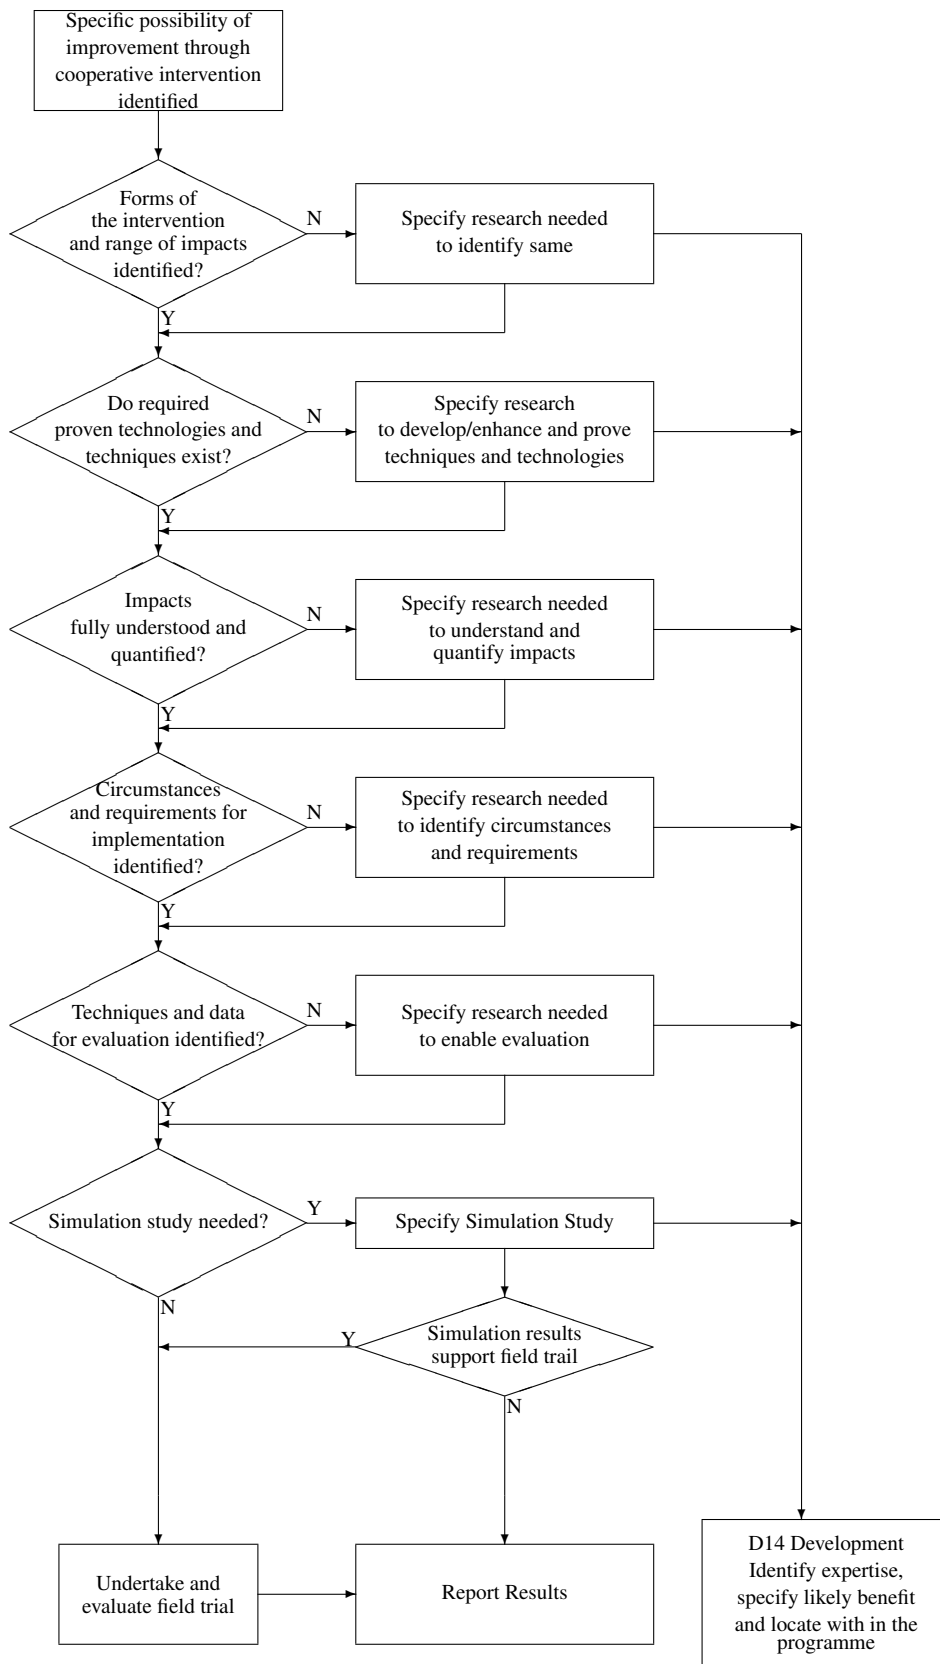 Specific possibility of
improvement through
cooperative intervention
identified
Forms of
the intervention
and range of impacts
identified?
N
Specify research needed
to identify same
Y
Do required
proven technologies and
techniques exist?
N
Specify research
to develop/enhance and prove
techniques and technologies
Y
Impacts
fully understood and
quantified?
N
Specify research needed
to understand and
quantify impacts
Y
Circumstances
and requirements for
implementation
identified?
N
Specify research needed
to identify circumstances
and requirements
Y
Techniques and data
for evaluation identified?
N
Specify research needed
to enable evaluation
Y
Simulation study needed?
Y
Specify Simulation Study
N
Y
Simulation results
support field trail
N
Undertake and
evaluate field trial
Report Results
D14 Development
Identify expertise,
specify likely benefit
and locate with in the
programme